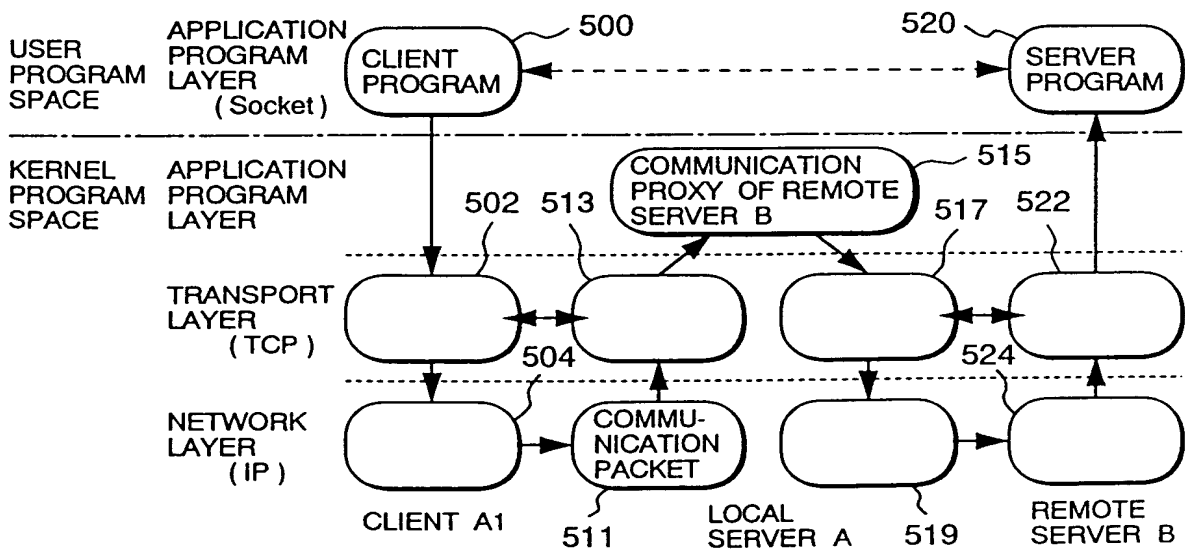 USER
PROGRAM
SPACE
APPLICATION
PROGRAM
LAYER
( Socket )
CLIENT
PROGRAM
500
520
SERVER
PROGRAM
KERNEL
PROGRAM
SPACE
APPLICATION
PROGRAM
LAYER
COMMUNICATION
PROXY OF REMOTE
SERVER B
515
502
513
517
522
TRANSPORT
LAYER
( TCP )
504
524
NETWORK
LAYER
( IP )
COMMU-
NICATION
PACKET
CLIENT A1
511
LOCAL
SERVER A
519
REMOTE
SERVER B